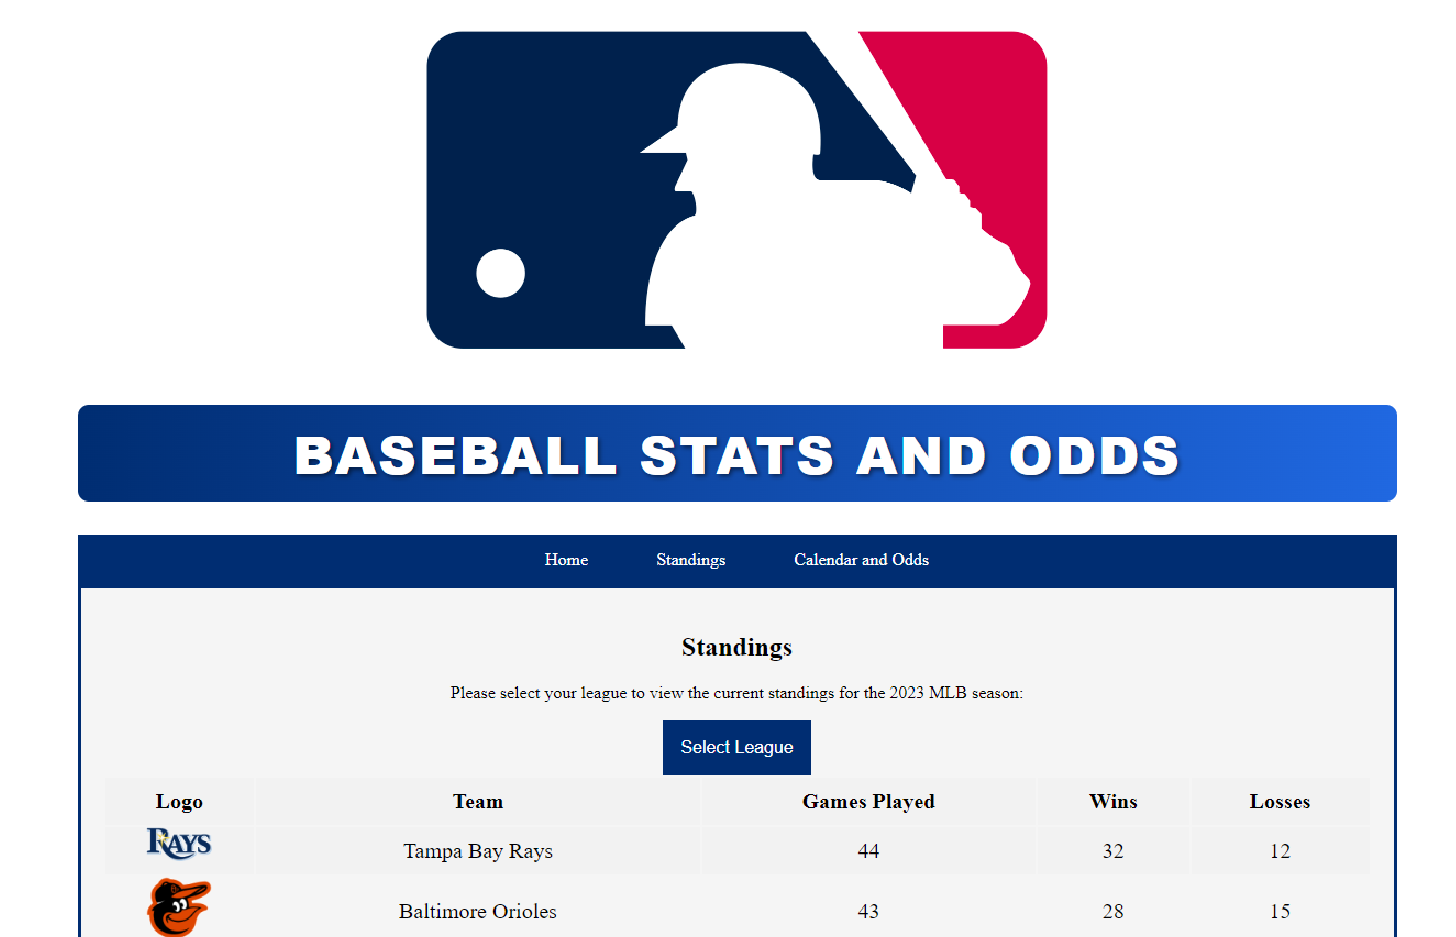 BASEBALL STATS AND ODDS
Home Standings Calendar and Odds
Standings
Please select your league to view the current standings for the 2023 MLB season:
Select League
Logo Team Games Played Wins Losses
RAYS Tampa Bay Rays 44 32 12
Baltimore Orioles 43 28 15